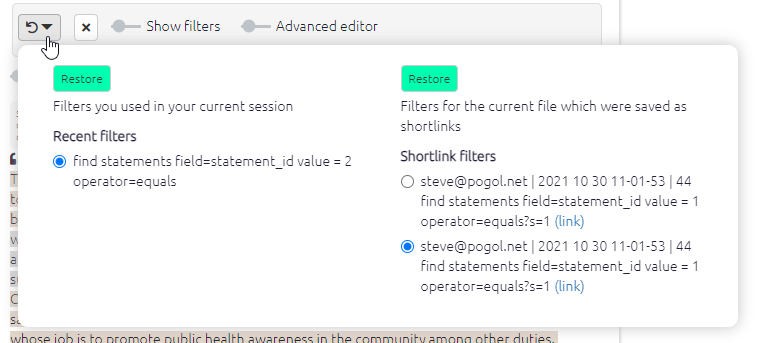 Show filters
Advanced editor
Restore
Filters you used in your current session
Recent filters
find statements field=statement_id value = 2
operator=equals
Restore
Filters for the current file which were saved as
shortlinks
Shortlink filters
steve@pogol.net | 2021 10 30 11-01-53 | 44
find statements field=statement_id value = 1
operator=equals?s=1 (link)
steve@pogol.net | 2021 10 30 11-01-53 | 44
find statements field=statement_id value = 1
operator=equals?s=1 (link)
whose job is to promote public health awareness in the community among other duties.